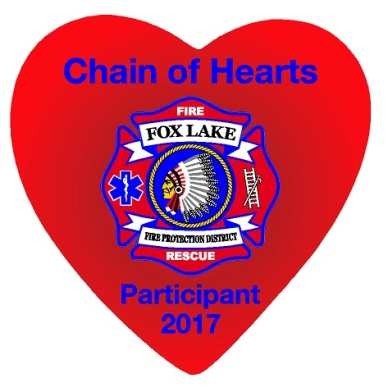 Chain of Hearts
FIRE
FOX LAKE
FIRE PROTECTION DISTRICT
RESCUE
Participant
2017